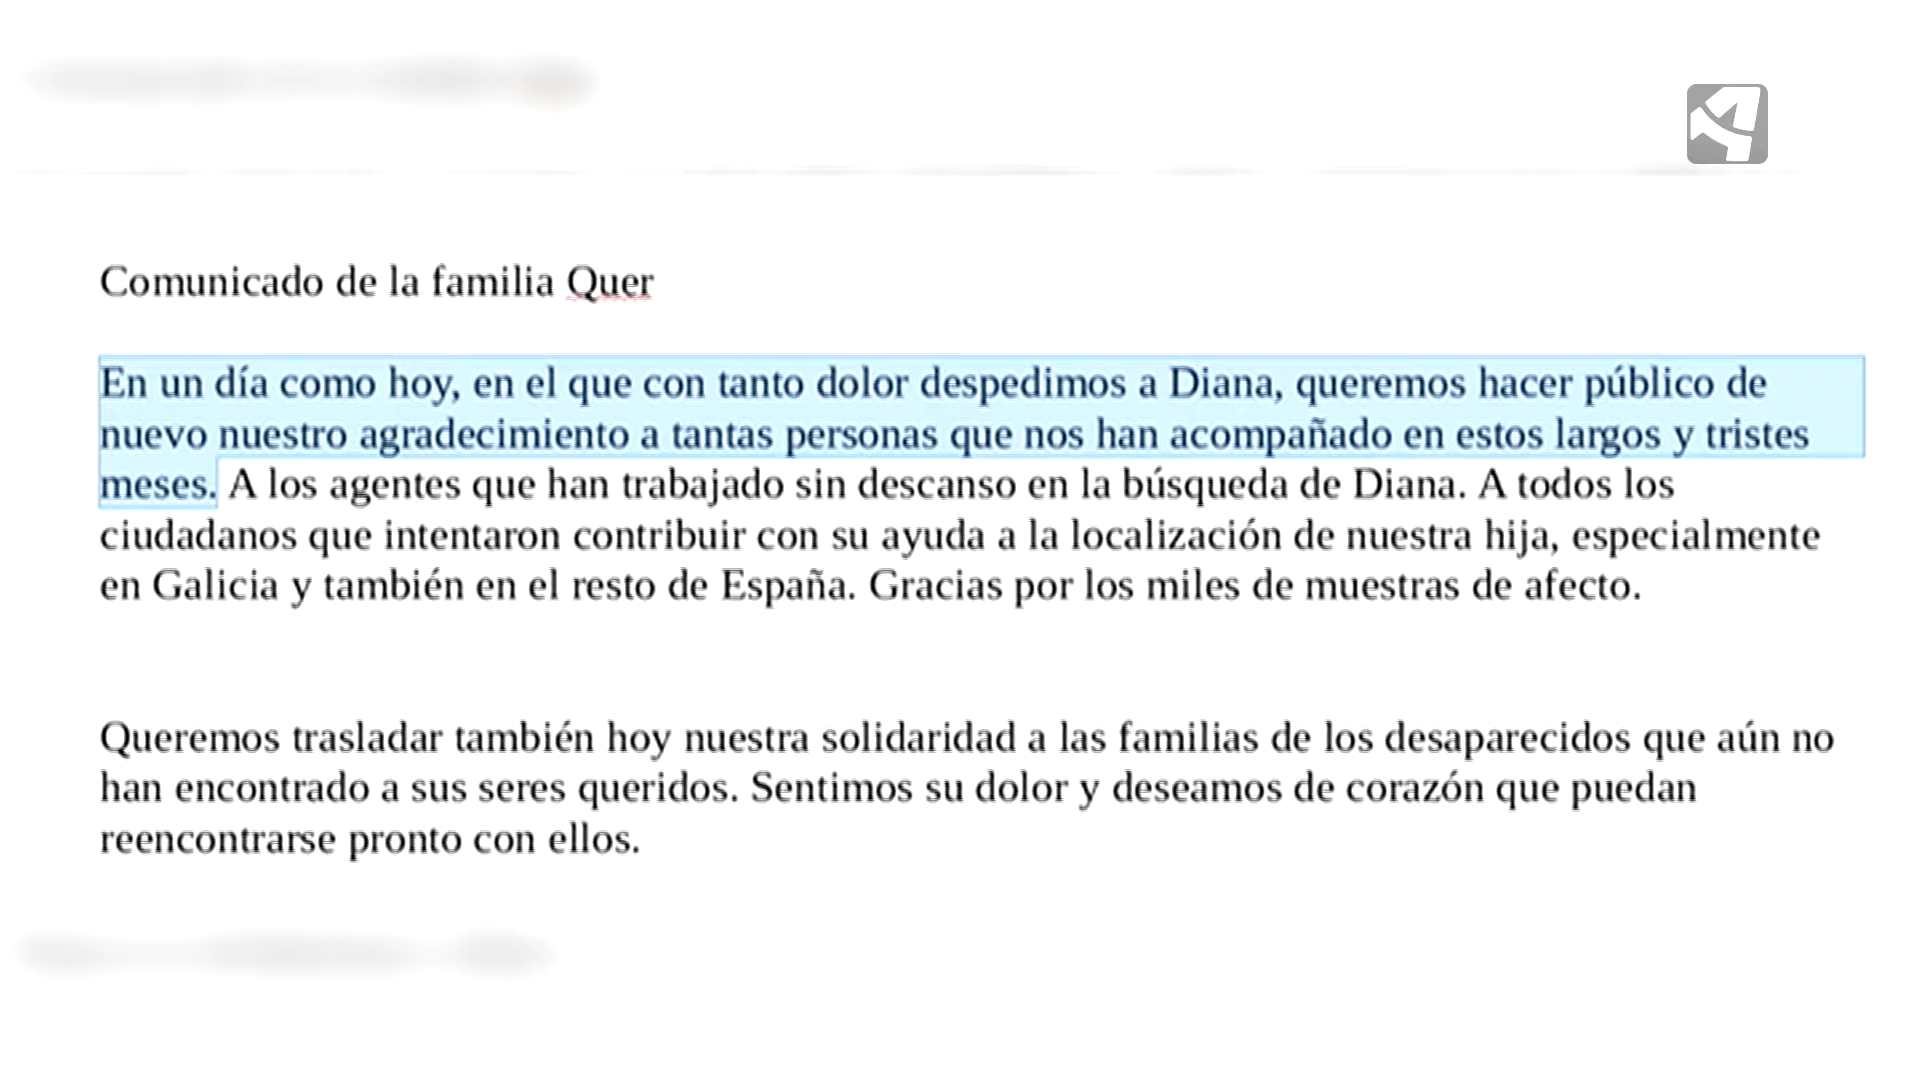 Comunicado de la familia Quer
En un día como hoy, en el que con tanto dolor despedimos a Diana, queremos hacer público de
nuevo nuestro agradecimiento a tantas personas que nos han acompañado en estos largos y tristes
meses. A los agentes que han trabajado sin descanso en la búsqueda de Diana. A todos los
ciudadanos que intentaron contribuir con su ayuda a la localización de nuestra hija, especialmente
en Galicia y también en el resto de España. Gracias por los miles de muestras de afecto.
Queremos trasladar también hoy nuestra solidaridad a las familias de los desaparecidos que aún no
han encontrado a sus seres queridos. Sentimos su dolor y deseamos de corazón que puedan
reencontrarse pronto con ellos.